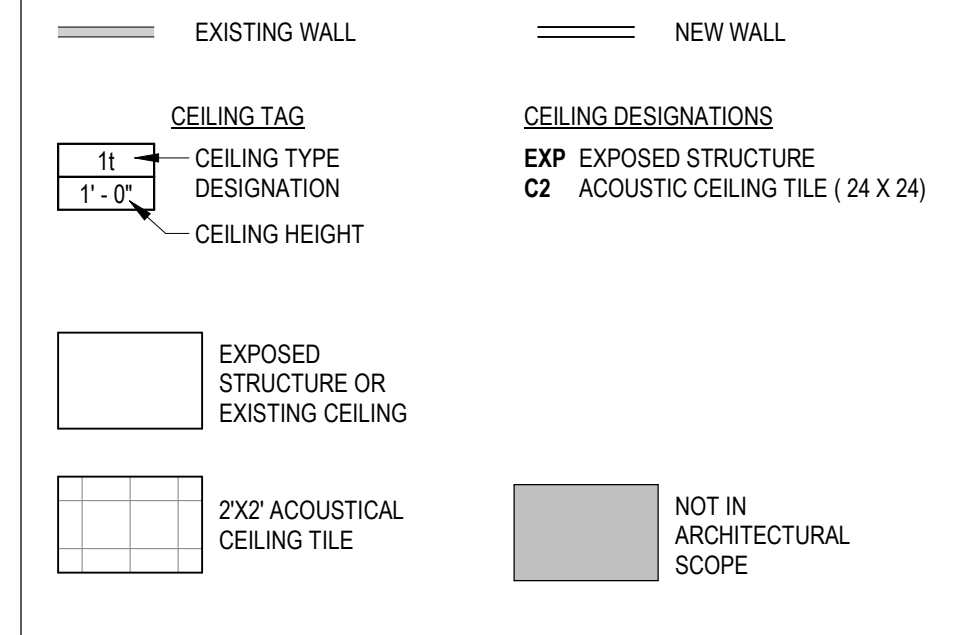 EXISTING WALL
NEW WALL
CEILING TAG
1t
1' - 0"
CEILING TYPE
DESIGNATION
CEILING HEIGHT
CEILING DESIGNATIONS
EXP EXPOSED STRUCTURE
C2 ACOUSTIC CEILING TILE ( 24 X 24)
EXPOSED
STRUCTURE OR
EXISTING CEILING
2'X2' ACOUSTICAL
CEILING TILE
NOT IN
ARCHITECTURAL
SCOPE